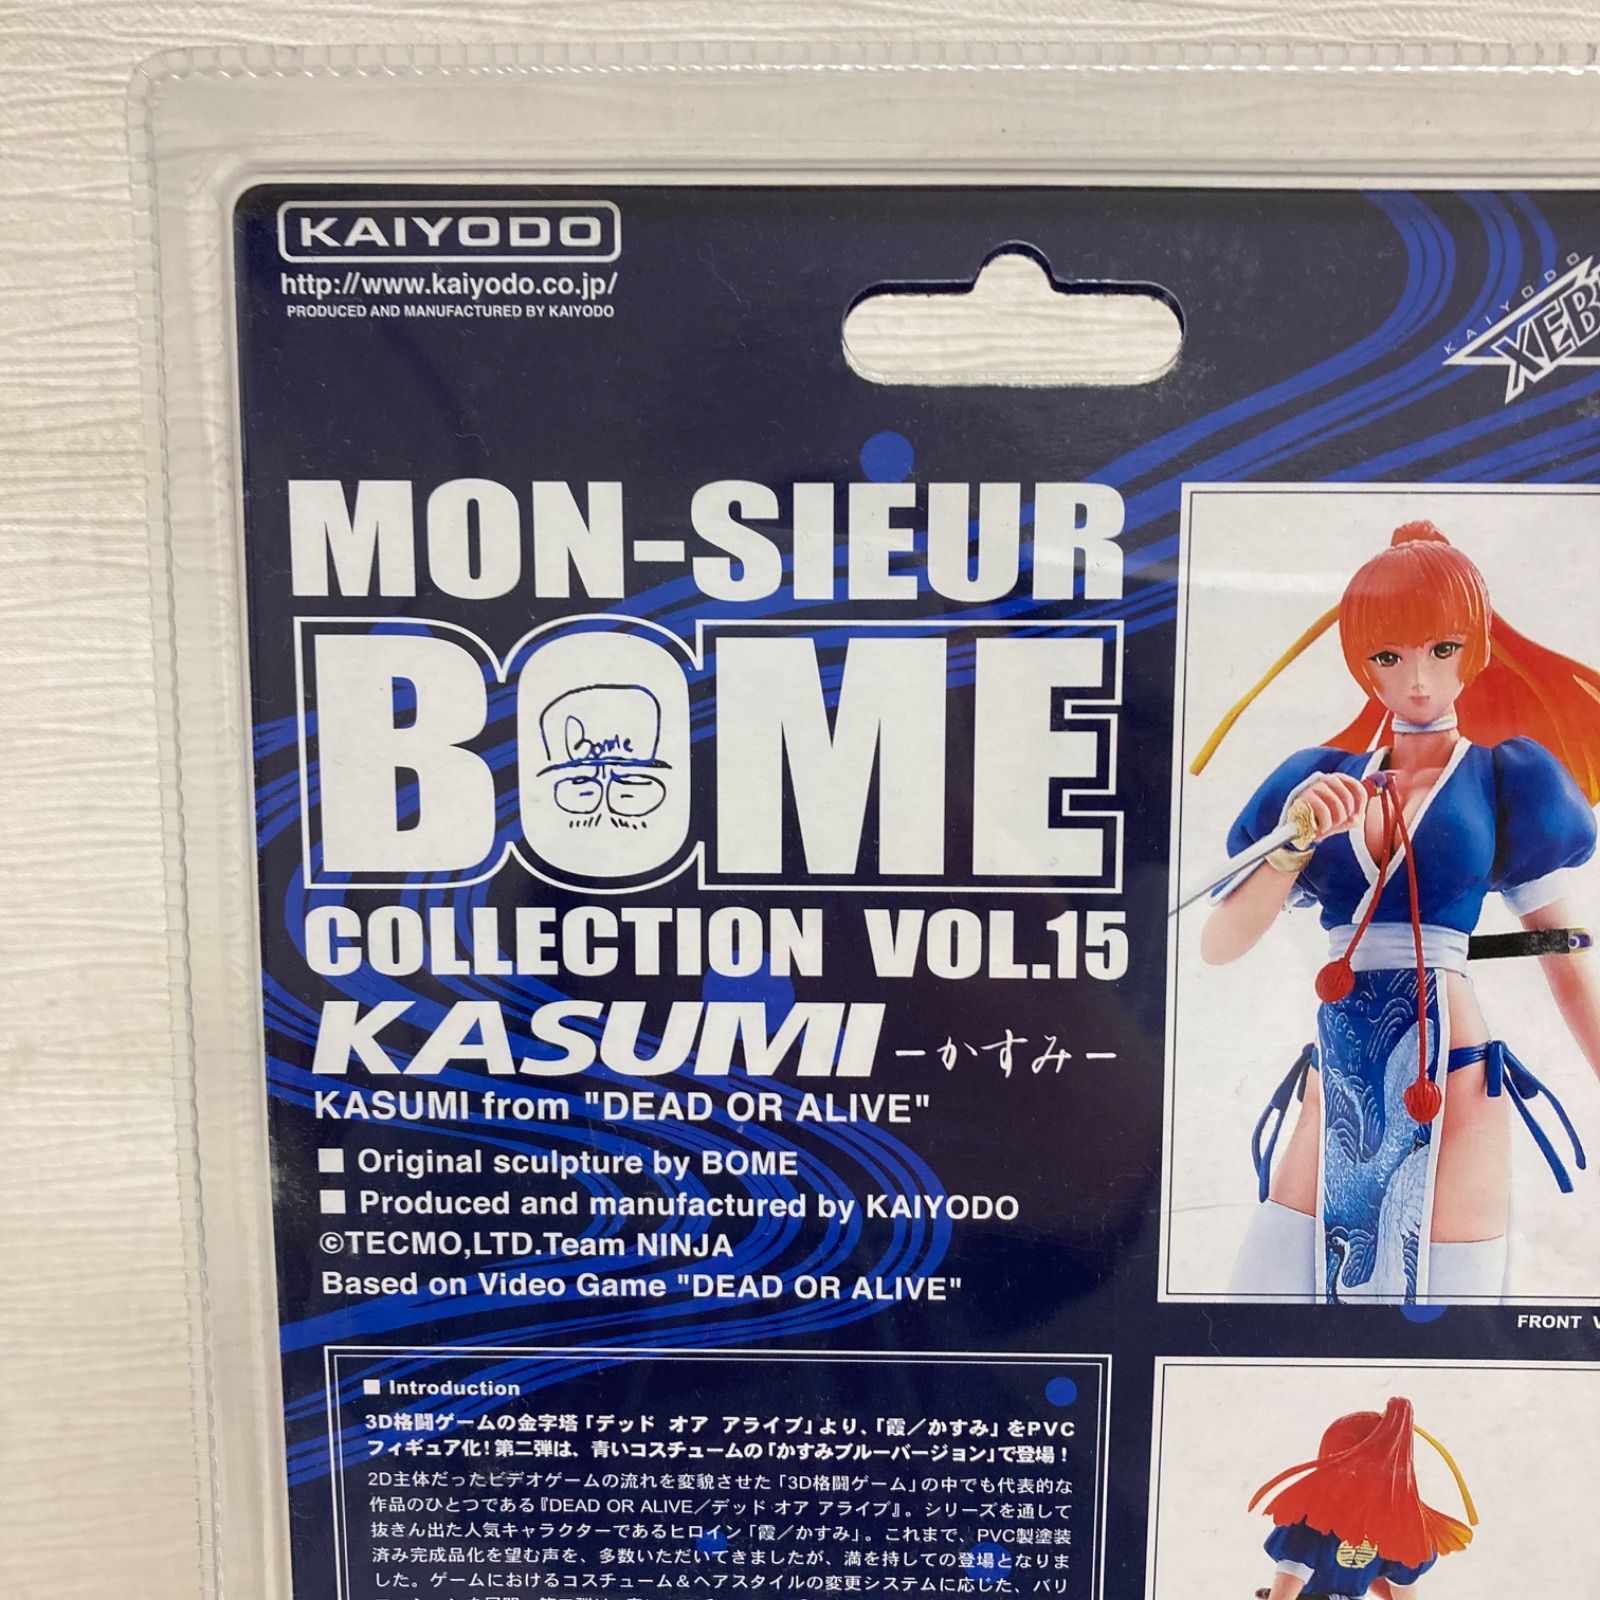 KAIYODO
http://www.kaiyodo.co.jp/
PRODUCED AND MANUFACTURED BY KAIYODO
KAIYODO
MON-SIEUR
BOME
Bome
COLLECTION VOL.15
KASUMI -かすみ-
KASUMI from "DEAD OR ALIVE"
■ Original sculpture by BOME
■ Produced and manufactured by KAIYODO
©TECMO,LTD.Team NINJA
Based on Video Game "DEAD OR ALIVE"
FRONT
■ Introduction
3D格闘ゲームの金字塔「デッド オア アライブ」より、「霞／かすみ」をPVC
フィギュア化！第二弾は、青いコスチュームの「かすみブルーバージョン」で登場！
2D主体だったビデオゲームの流れを変貌させた「3D格闘ゲーム」の中でも代表的な
作品のひとつである『DEAD OR ALIVE／デッド オア アライブ』。シリーズを通して
抜きん出た人気キャラクターであるヒロイン「霞／かすみ」。これまで、PVC製塗装
済み完成品化を望む声を、多数いただいてきましたが、満を持しての登場となりま
した。ゲームにおけるコスチューム＆ヘアスタイルの変更システムに応じた、バリ